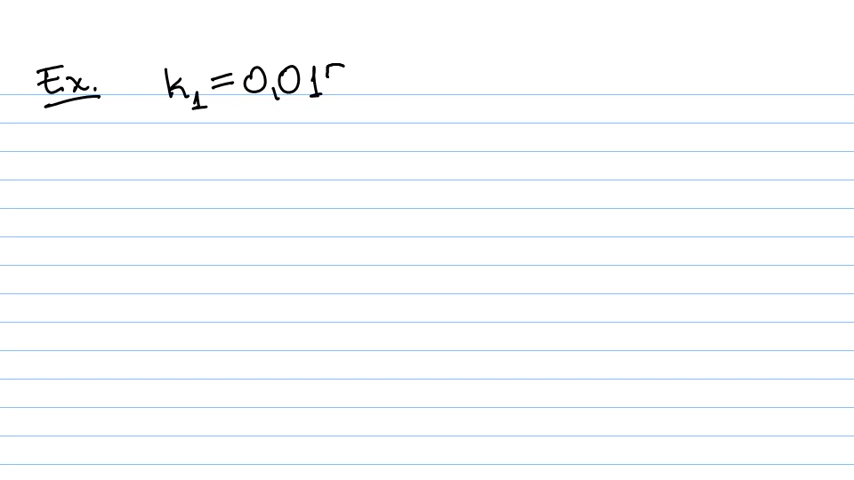 Ex. k₁ = 0,01